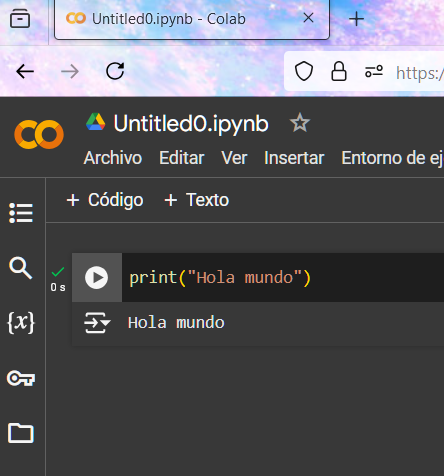 Untitled0.ipynb - Colab
https:/
Untitled0.ipynb
Archivo Editar Ver Insertar Entorno de ej
+ Código + Texto
print("Hola mundo")
0 s
Hola mundo
{x}